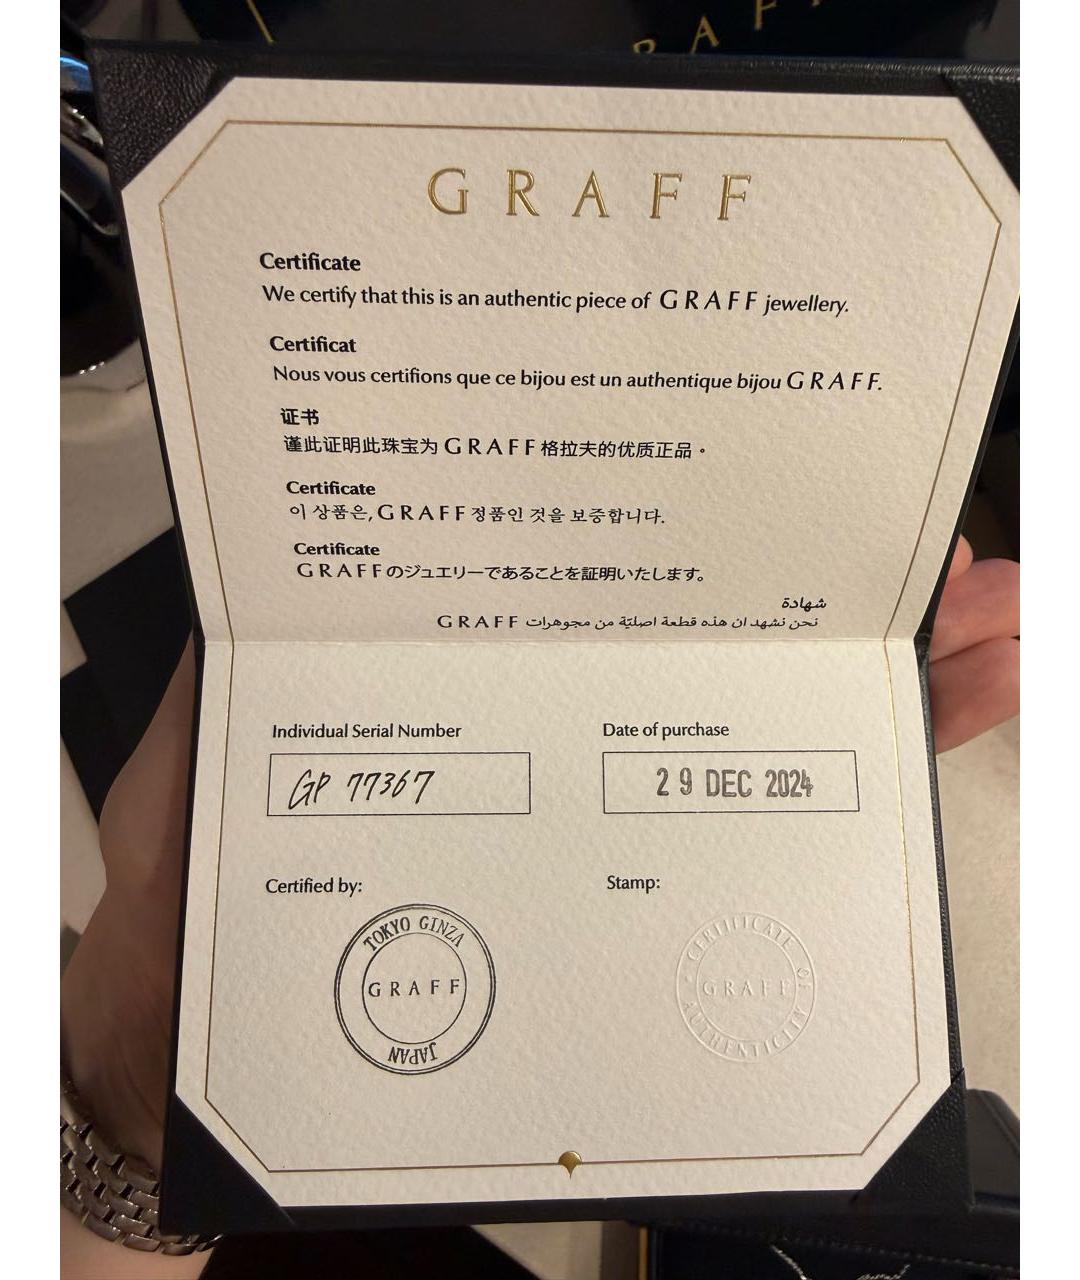 GRAFF
Certificate
We certify that this is an authentic piece of GRAFF jewellery.
Certificat
Nous vous certifions que ce bijou est un authentique bijou GRAFF.
证书
谨此证明此珠宝为 GRAFF 格拉夫的优质正品。
Certificate
이 상품은, GRAFF 정품인 것을 보증합니다.
Certificate
GRAFFのジュエリーであることを証明いたします。
شهادة
نحن نشهد ان هذه قطعة اصليّة من مجوهرات GRAFF
Individual Serial Number
Date of purchase
GP 77367
29 DEC 2024
Certified by:
Stamp:
TOKYO GINZA
GRAFF
JAPAN
CERTIFICATE OF AUTHENTICITY
GRAFF